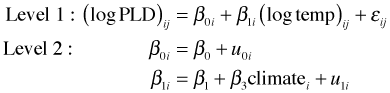 Level 1 : (log PLD)ij = β0i + β1i (log temp)ij + εij
Level 2 : β0i = β0 + u0i
β1i = β1 + β3climatei + u1i